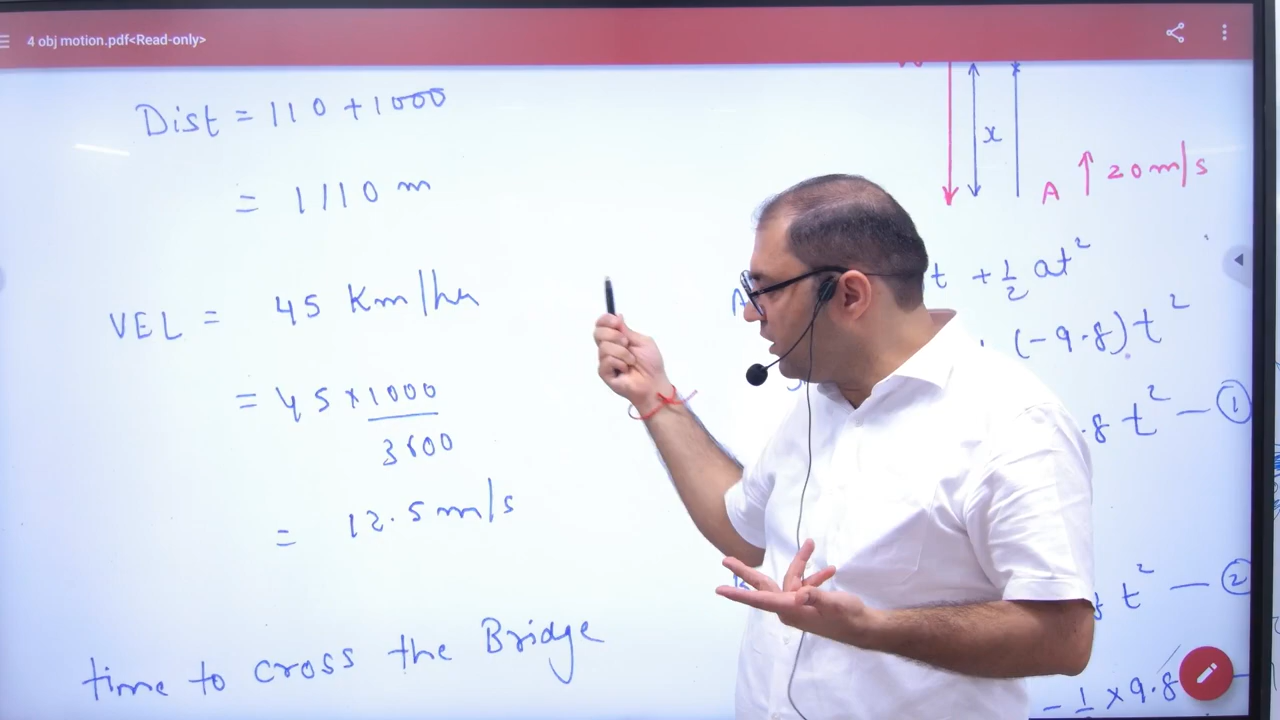 4 obj motion.pdf<Read-only>
Dist = 110 + 1000
= 1110 m
VEL = 45 Km/hr
= 45 × 1000
3600
= 12.5 m/s
time to cross the Bridge
x
A ↑ 20 m/s
t + 1/2 at²
(-9.8) t²
.8 t² — ①
t² — ②
- 1/2 × 9.8